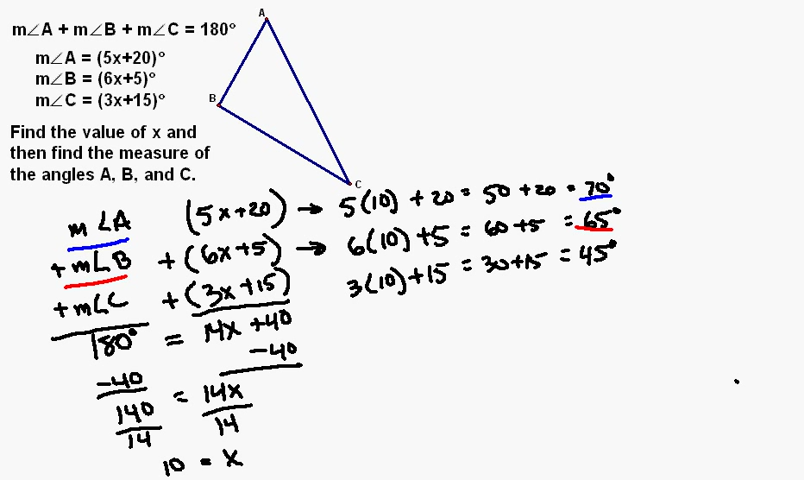 m∠A + m∠B + m∠C = 180°
m∠A = (5x+20)°
m∠B = (6x+5)°
m∠C = (3x+15)°
Find the value of x and
then find the measure of
the angles A, B, and C.
A
B
C
m∠A (5x+20) → 5(10) + 20 = 50 + 20 = 70°
+m∠B +(6x+5) → 6(10) + 5 = 60 + 5 = 65°
+m∠C +(3x+15) 3(10) + 15 = 30 + 15 = 45°
180° = 14x + 40
-40 -40
140 = 14x
14 14
10 = x